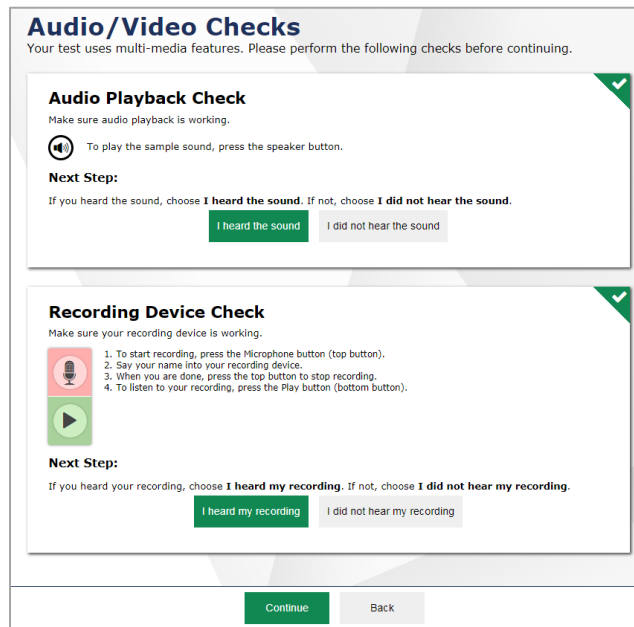 Audio/Video Checks
Your test uses multi-media features. Please perform the following checks before continuing.
Audio Playback Check
Make sure audio playback is working.
To play the sample sound, press the speaker button.
Next Step:
If you heard the sound, choose I heard the sound. If not, choose I did not hear the sound.
I heard the sound I did not hear the sound
Recording Device Check
Make sure your recording device is working.
1. To start recording, press the Microphone button (top button).
2. Say your name into your recording device.
3. When you are done, press the top button to stop recording.
4. To listen to your recording, press the Play button (bottom button).
Next Step:
If you heard your recording, choose I heard my recording. If not, choose I did not hear my recording.
I heard my recording I did not hear my recording
Continue Back